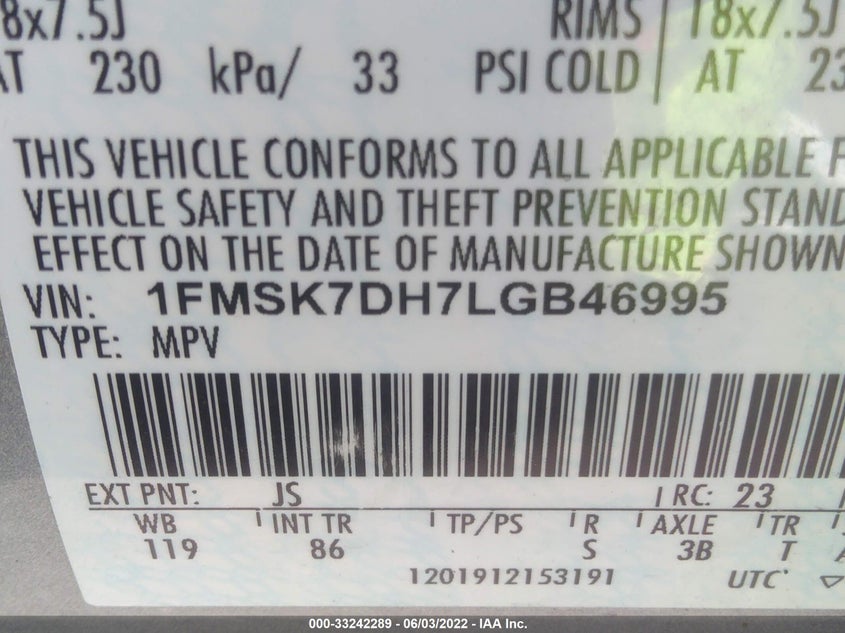 8x7.5J RIMS 18x7.5J
AT 230 kPa/ 33 PSI COLD AT 23
THIS VEHICLE CONFORMS TO ALL APPLICABLE F
VEHICLE SAFETY AND THEFT PREVENTION STAND
EFFECT ON THE DATE OF MANUFACTURE SHOWN
VIN: 1FMSK7DH7LGB46995
TYPE: MPV
EXT PNT: JS RC: 23
WB INT TR TP/PS R AXLE TR
119 86 S 3B T A
1201912153191 UTC
000-33242289 - 06/03/2022 - IAA Inc.